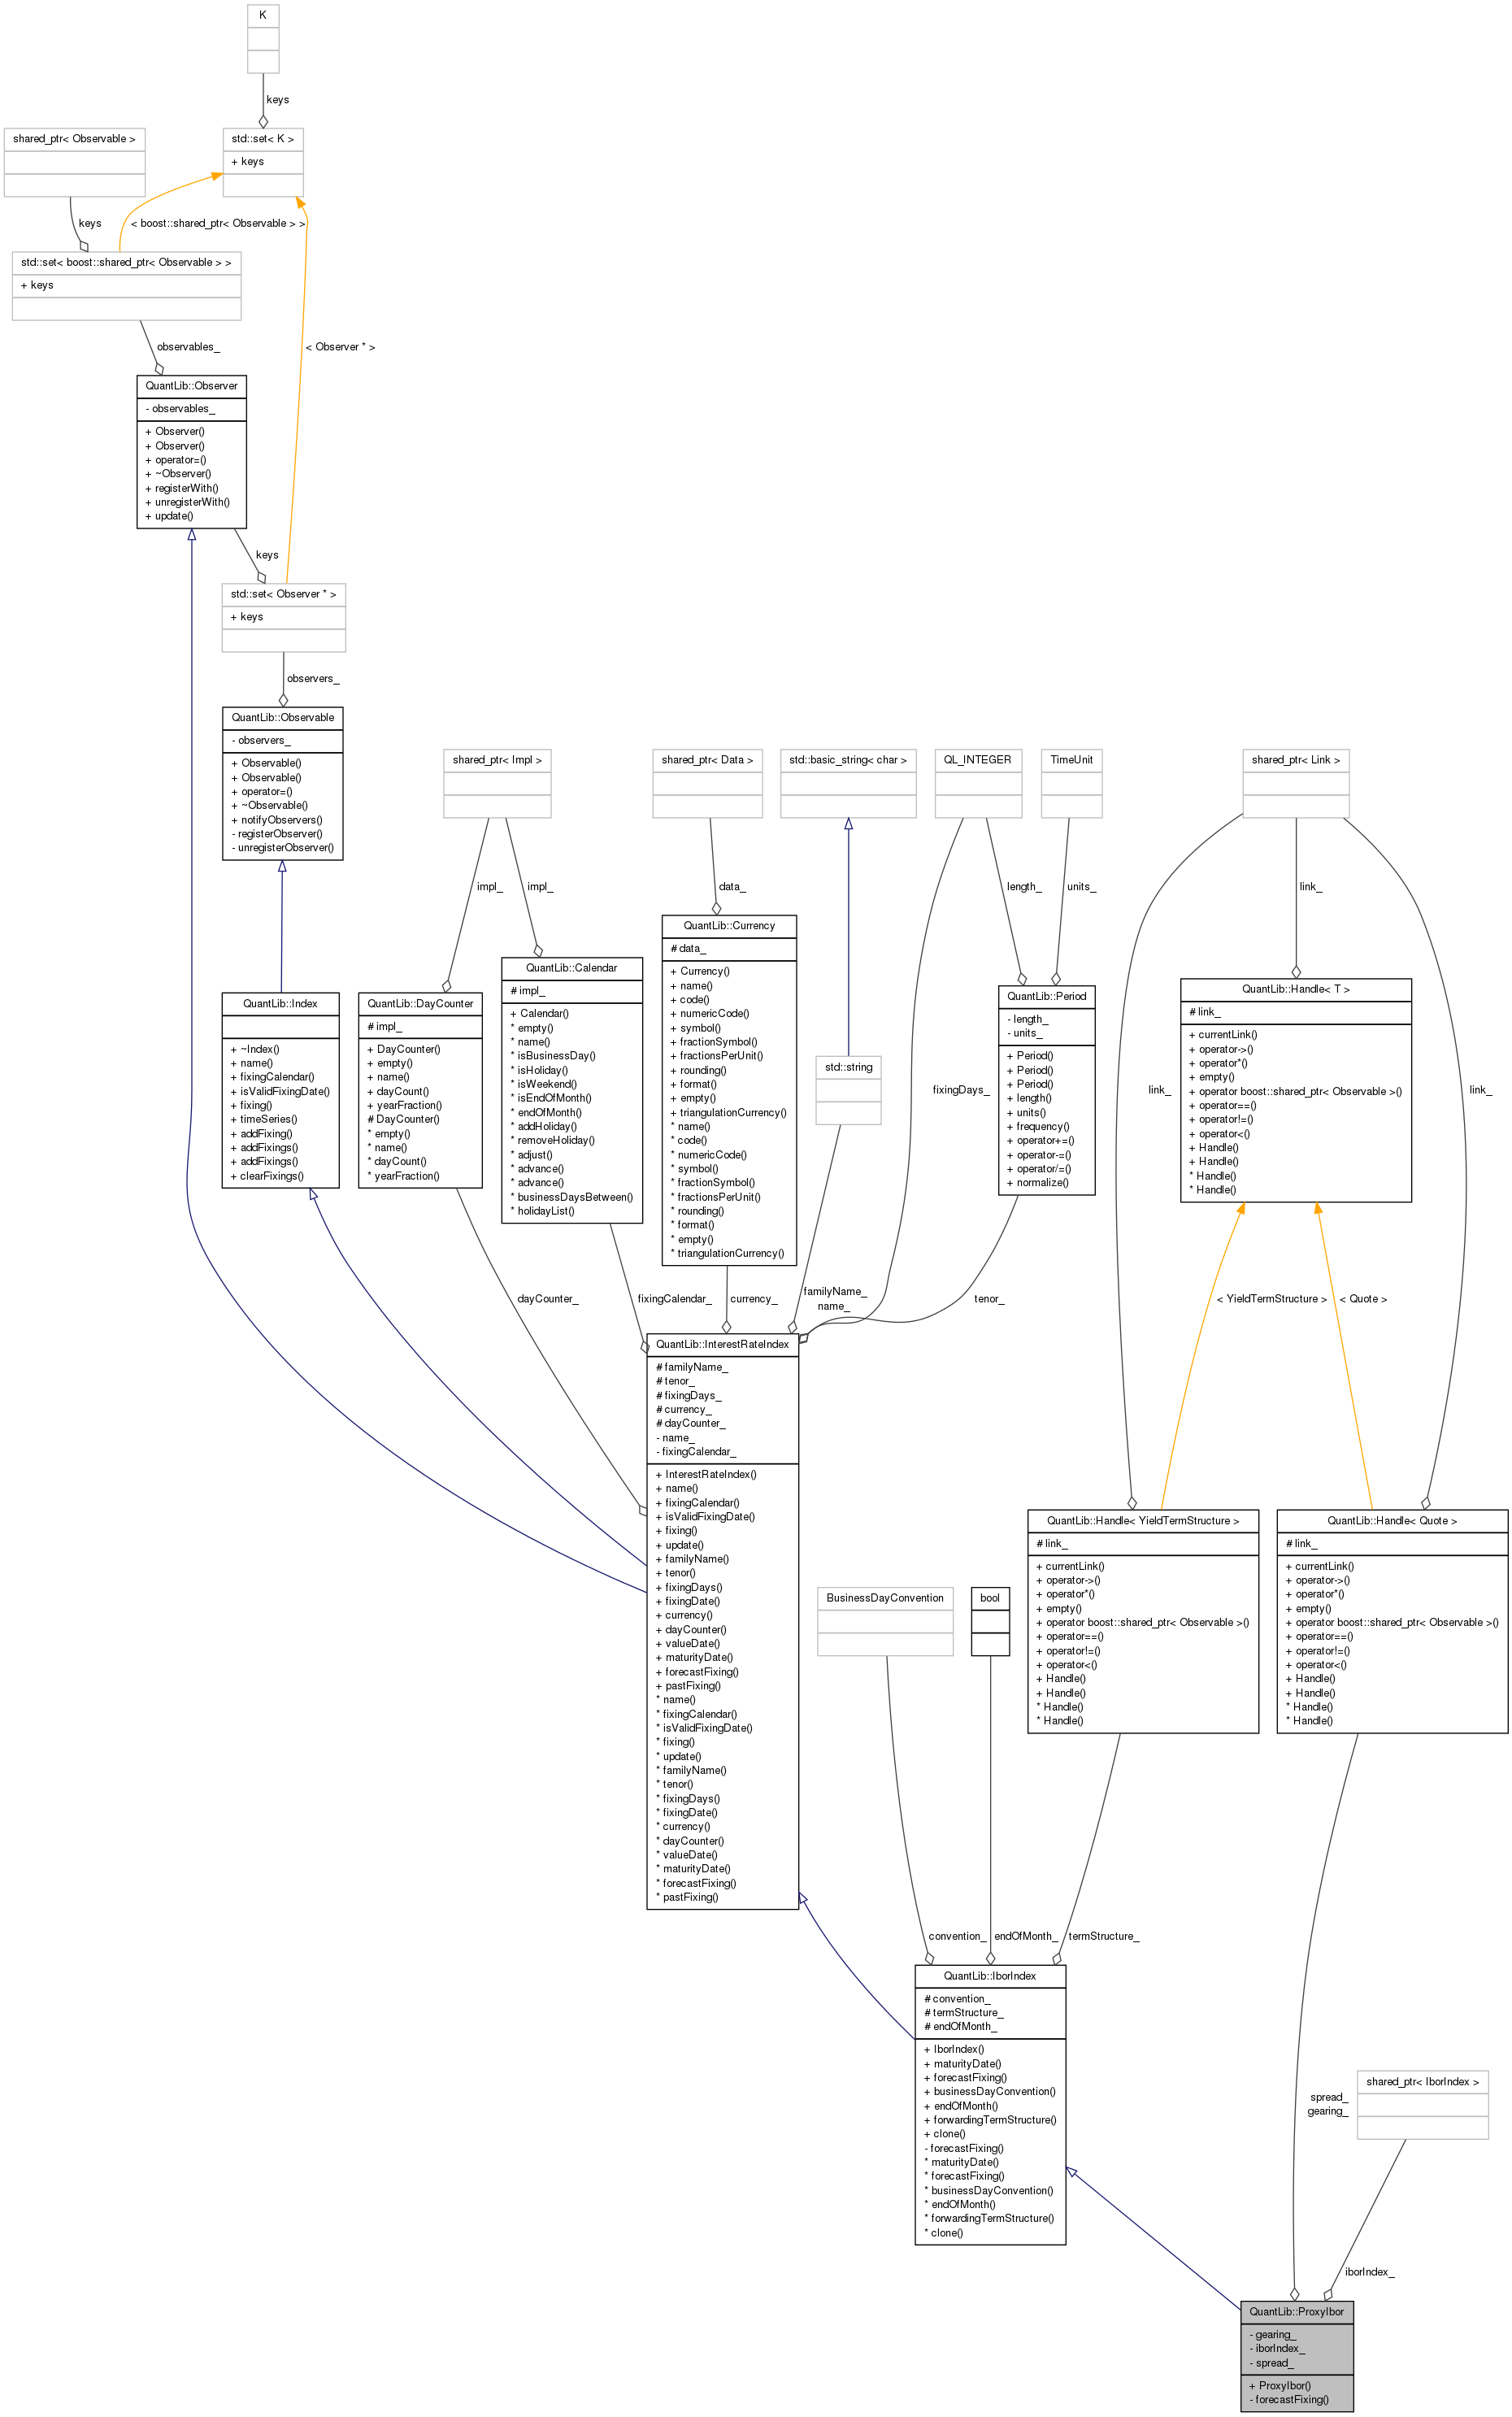 K
keys
shared_ptr< Observable >
std::set< K >
+ keys
keys
< boost::shared_ptr< Observable > >
std::set< boost::shared_ptr< Observable > >
+ keys
observables_
< Observer * >
QuantLib::Observer
- observables_
+ Observer()
+ Observer()
+ operator=()
+ ~Observer()
+ registerWith()
+ unregisterWith()
+ update()
keys
std::set< Observer * >
+ keys
observers_
QuantLib::Observable
- observers_
+ Observable()
+ Observable()
+ operator=()
+ ~Observable()
+ notifyObservers()
- registerObserver()
- unregisterObserver()
shared_ptr< Impl >
shared_ptr< Data >
std::basic_string< char >
QL_INTEGER
TimeUnit
shared_ptr< Link >
impl_
impl_
data_
length_
units_
link_
QuantLib::Index
+ ~Index()
+ name()
+ fixingCalendar()
+ isValidFixingDate()
+ fixing()
+ timeSeries()
+ addFixing()
+ addFixings()
+ addFixings()
+ clearFixings()
QuantLib::DayCounter
# impl_
+ DayCounter()
+ empty()
+ name()
+ dayCount()
+ yearFraction()
# DayCounter()
* empty()
* name()
* dayCount()
* yearFraction()
QuantLib::Calendar
# impl_
+ Calendar()
* empty()
* name()
* isBusinessDay()
* isHoliday()
* isWeekend()
* isEndOfMonth()
* endOfMonth()
* addHoliday()
* removeHoliday()
* adjust()
* advance()
* advance()
* businessDaysBetween()
* holidayList()
QuantLib::Currency
# data_
+ Currency()
+ name()
+ code()
+ numericCode()
+ symbol()
+ fractionSymbol()
+ fractionsPerUnit()
+ rounding()
+ format()
+ empty()
+ triangulationCurrency()
* name()
* code()
* numericCode()
* symbol()
* fractionSymbol()
* fractionsPerUnit()
* rounding()
* format()
* empty()
* triangulationCurrency()
std::string
fixingDays_
QuantLib::Period
- length_
- units_
+ Period()
+ Period()
+ Period()
+ length()
+ units()
+ frequency()
+ operator+=()
+ operator-=()
+ operator/=()
+ normalize()
link_
QuantLib::Handle< T >
# link_
+ currentLink()
+ operator->()
+ operator*()
+ empty()
+ operator boost::shared_ptr< Observable >()
+ operator==()
+ operator!=()
+ operator<()
+ Handle()
+ Handle()
* Handle()
* Handle()
link_
dayCounter_
fixingCalendar_
currency_
familyName_
name_
tenor_
< YieldTermStructure >
< Quote >
QuantLib::InterestRateIndex
# familyName_
# tenor_
# fixingDays_
# currency_
# dayCounter_
- name_
- fixingCalendar_
+ InterestRateIndex()
+ name()
+ fixingCalendar()
+ isValidFixingDate()
+ fixing()
+ update()
+ familyName()
+ tenor()
+ fixingDays()
+ fixingDate()
+ currency()
+ dayCounter()
+ valueDate()
+ maturityDate()
+ forecastFixing()
+ pastFixing()
* name()
* fixingCalendar()
* isValidFixingDate()
* fixing()
* update()
* familyName()
* tenor()
* fixingDays()
* fixingDate()
* currency()
* dayCounter()
* valueDate()
* maturityDate()
* forecastFixing()
* pastFixing()
BusinessDayConvention
bool
QuantLib::Handle< YieldTermStructure >
# link_
+ currentLink()
+ operator->()
+ operator*()
+ empty()
+ operator boost::shared_ptr< Observable >()
+ operator==()
+ operator!=()
+ operator<()
+ Handle()
+ Handle()
* Handle()
* Handle()
QuantLib::Handle< Quote >
# link_
+ currentLink()
+ operator->()
+ operator*()
+ empty()
+ operator boost::shared_ptr< Observable >()
+ operator==()
+ operator!=()
+ operator<()
+ Handle()
+ Handle()
* Handle()
* Handle()
convention_
endOfMonth_
termStructure_
QuantLib::IborIndex
# convention_
# termStructure_
# endOfMonth_
+ IborIndex()
+ maturityDate()
+ forecastFixing()
+ businessDayConvention()
+ endOfMonth()
+ forwardingTermStructure()
+ clone()
- forecastFixing()
* maturityDate()
* forecastFixing()
* businessDayConvention()
* endOfMonth()
* forwardingTermStructure()
* clone()
spread_
gearing_
shared_ptr< IborIndex >
iborIndex_
QuantLib::ProxyIbor
- gearing_
- iborIndex_
- spread_
+ ProxyIbor()
- forecastFixing()